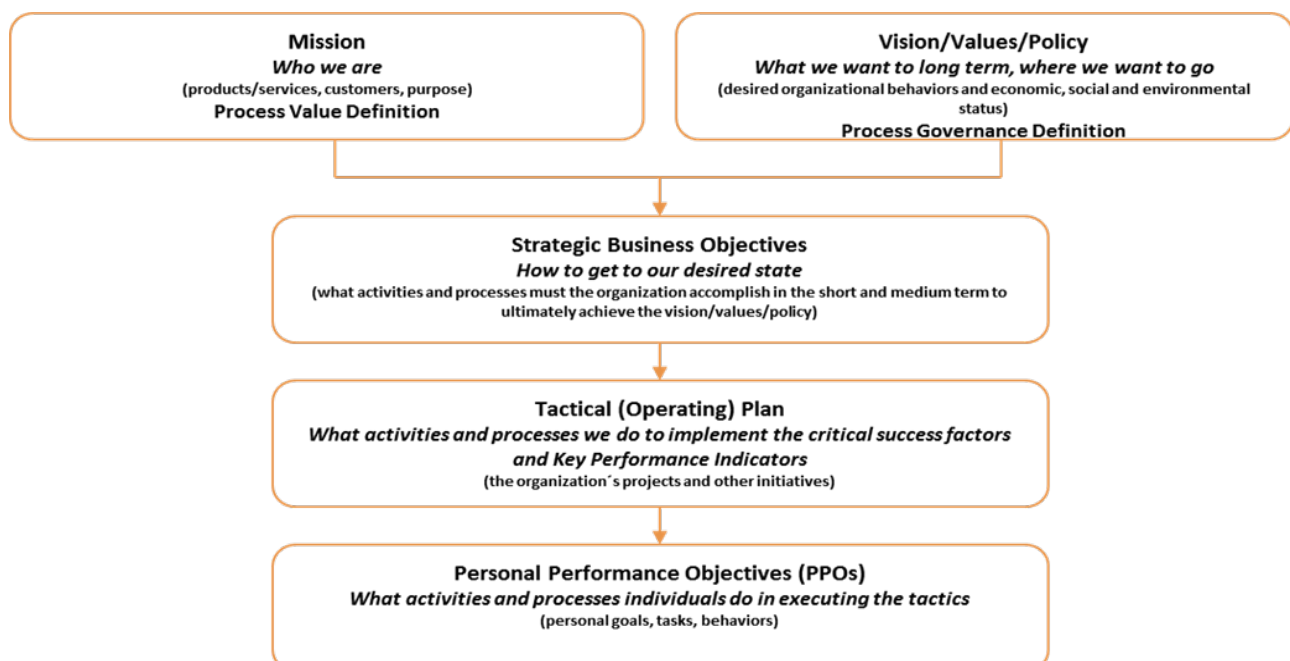 Mission
Who we are
(products/services, customers, purpose)
Process Value Definition
Vision/Values/Policy
What we want to long term, where we want to go
(desired organizational behaviors and economic, social and environmental
status)
Process Governance Definition
Strategic Business Objectives
How to get to our desired state
(what activities and processes must the organization accomplish in the short and medium term to
ultimately achieve the vision/values/policy)
Tactical (Operating) Plan
What activities and processes we do to implement the critical success factors
and Key Performance Indicators
(the organization´s projects and other initiatives)
Personal Performance Objectives (PPOs)
What activities and processes individuals do in executing the tactics
(personal goals, tasks, behaviors)